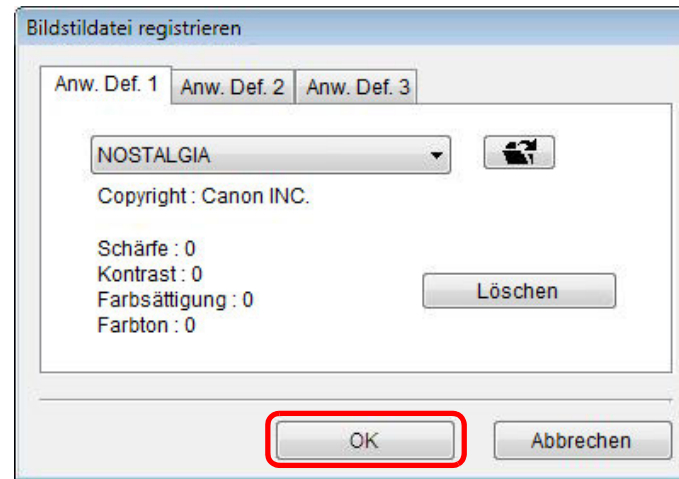 Bildstildatei registrieren
Anw. Def. 1 Anw. Def. 2 Anw. Def. 3
NOSTALGIA
Copyright : Canon INC.
Schärfe : 0
Kontrast : 0
Farbsättigung : 0
Farbton : 0
Löschen
OK Abbrechen